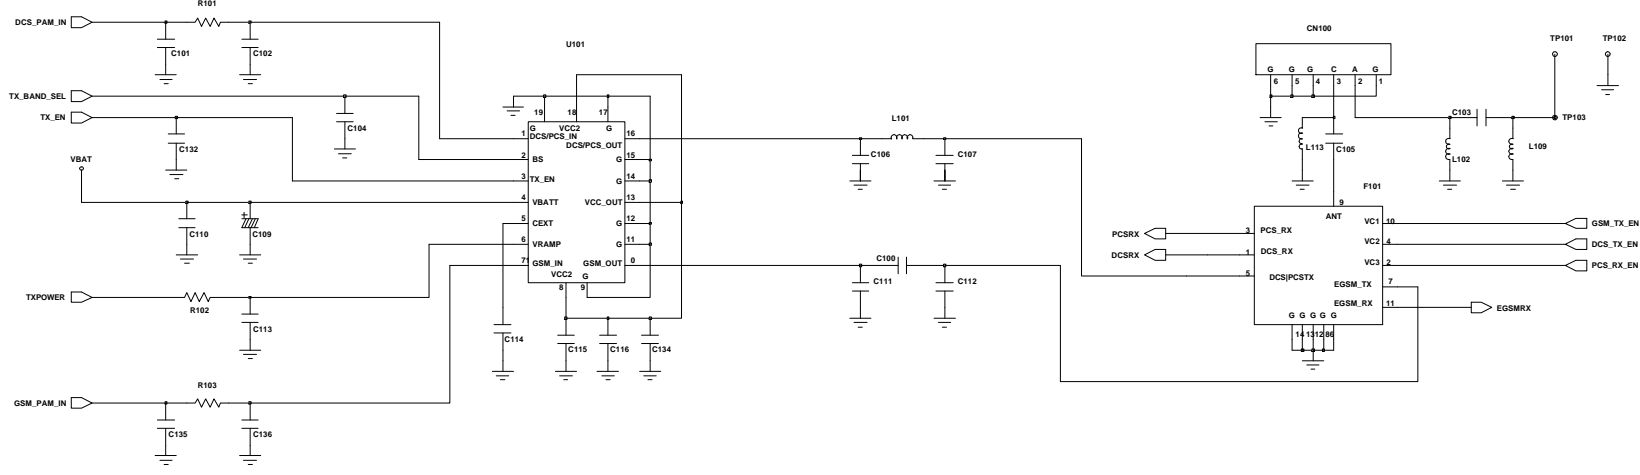 R101
DCS_PAM_IN
C101
C102
U101
CN100
TP101
TP102
G G G C A G
6 5 4 3 2 1
TX_BAND_SEL
TX_EN
C104
C132
VBAT
19 18 17
G VCC2 G
1 DCS/PCS_IN
DCS/PCS_OUT 16
2 BS
G 15
3 TX_EN
G 14
4 VBATT
VCC_OUT 13
5 CEXT
G 12
6 VRAMP
G 11
71 GSM_IN
GSM_OUT 0
VCC2 G
8 9
C110
C109
+
L101
C106
C107
C103
TP103
L113
C105
L102
L109
F101
9
ANT
PCSRX
3 PCS_RX
VC1 10
GSM_TX_EN
DCSRX
1 DCS_RX
VC2 4
DCS_TX_EN
VC3 2
PCS_RX_EN
5 DCS|PCSTX
EGSM_TX 7
EGSM_RX 11
EGSMRX
G G G G G
14 13 12 8 6
C100
C111
C112
TXPOWER
R102
C113
C114
C115
C116
C134
R103
GSM_PAM_IN
C135
C136